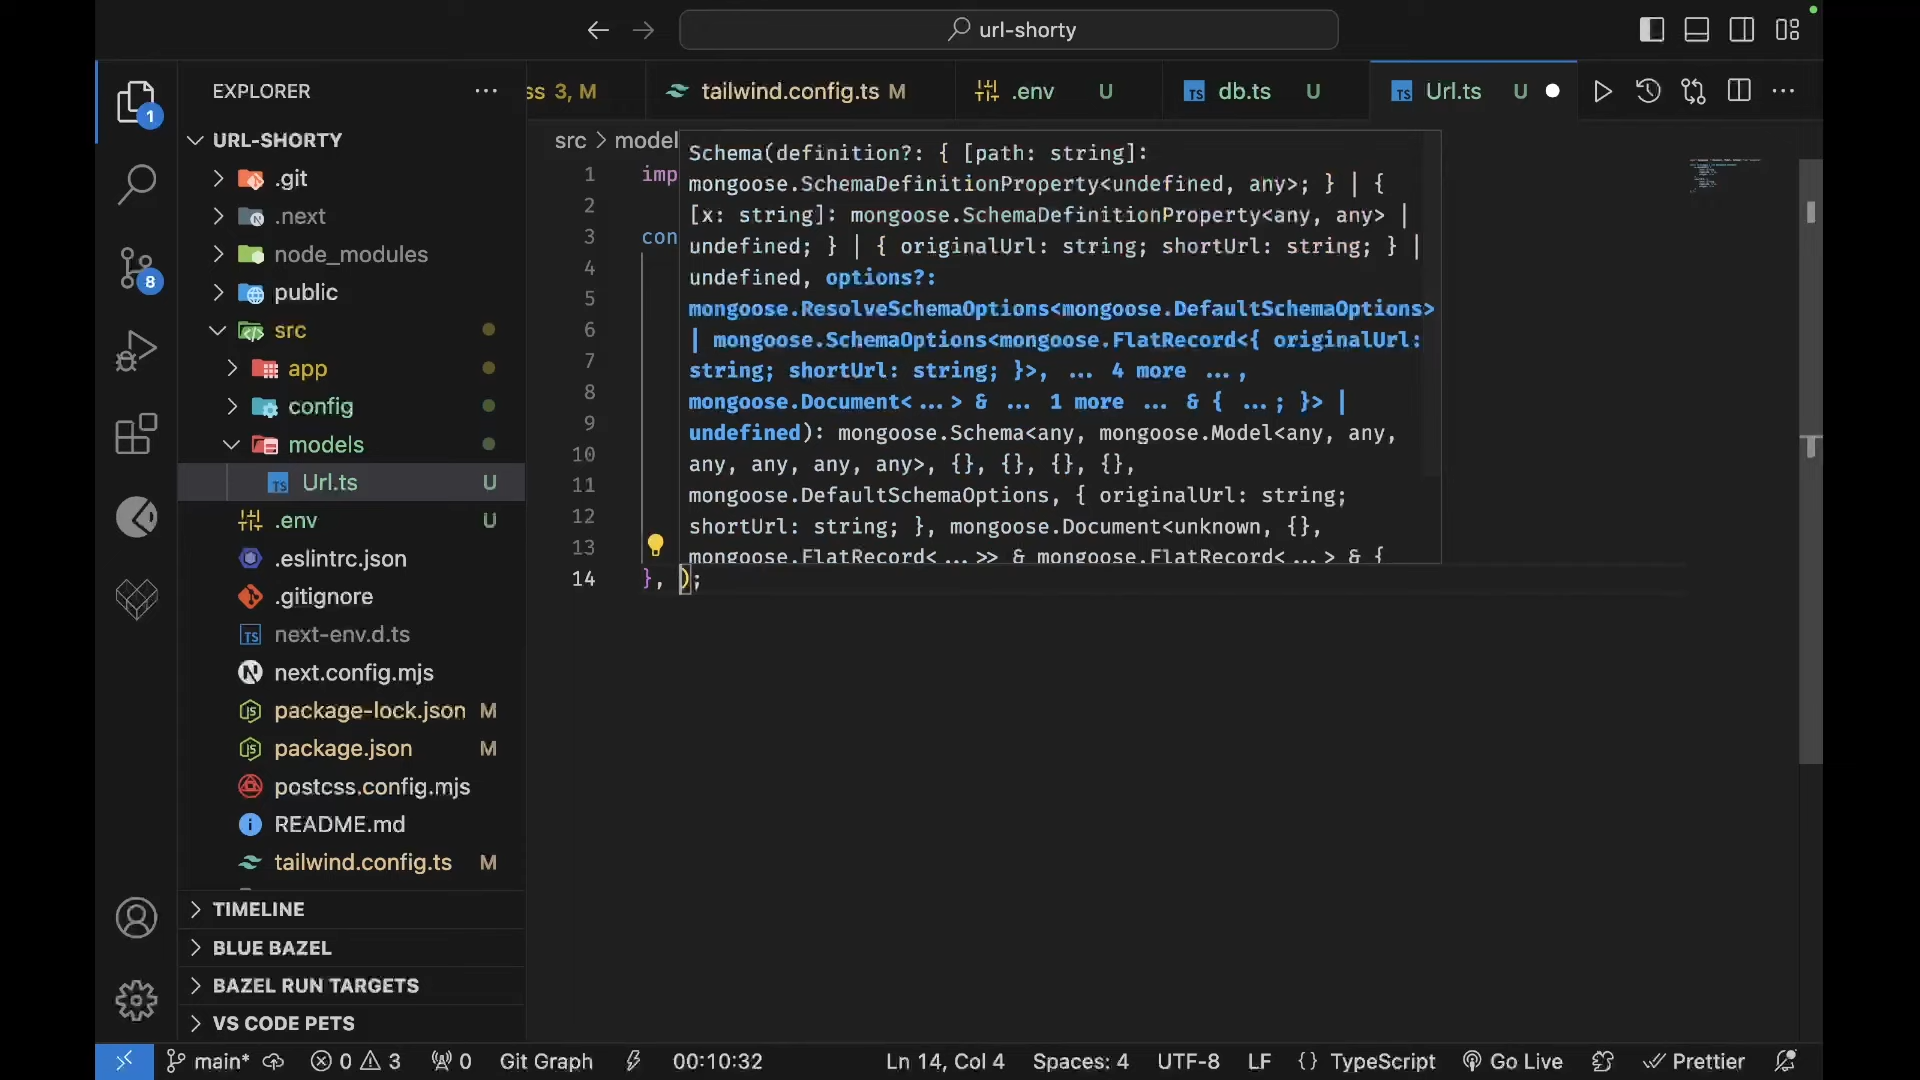 url-shorty
EXPLORER
ss 3, M
tailwind.config.ts M
.env U
db.ts U
Url.ts U
1
URL-SHORTY
.git
.next
node_modules
public
src
app
config
models
Url.ts U
.env U
.eslintrc.json
.gitignore
next-env.d.ts
next.config.mjs
package-lock.json M
package.json M
postcss.config.mjs
README.md
tailwind.config.ts M
8
TIMELINE
BLUE BAZEL
BAZEL RUN TARGETS
VS CODE PETS
src > model
1 imp
2
3 con
4
5
6
7
8
9
10
11
12
13
14 }, );
Schema(definition?: { [path: string]:
mongoose.SchemaDefinitionProperty<undefined, any>; } | {
[x: string]: mongoose.SchemaDefinitionProperty<any, any> |
undefined; } | { originalUrl: string; shortUrl: string; } |
undefined, options?:
mongoose.ResolveSchemaOptions<mongoose.DefaultSchemaOptions>
| mongoose.SchemaOptions<mongoose.FlatRecord<{ originalUrl:
string; shortUrl: string; }>, ... 4 more ...,
mongoose.Document<...> & ... 1 more ... & { ...; }> |
undefined): mongoose.Schema<any, mongoose.Model<any, any,
any, any, any, any>, {}, {}, {}, {},
mongoose.DefaultSchemaOptions, { originalUrl: string;
shortUrl: string; }, mongoose.Document<unknown, {},
mongoose.FlatRecord<...>> & mongoose.FlatRecord<...> & {
main* 0 3 0 Git Graph 00:10:32 Ln 14, Col 4 Spaces: 4 UTF-8 LF {} TypeScript Go Live Prettier